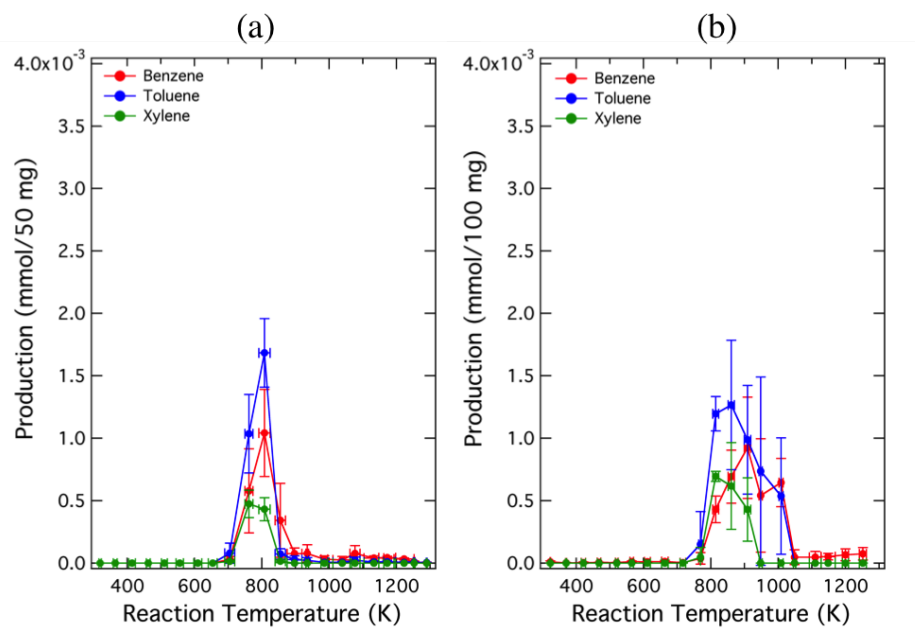 (a)
4.0x10⁻³
3.5
3.0
2.5
2.0
1.5
1.0
0.5
0.0
Production (mmol/50 mg)
Benzene
Toluene
Xylene
400 600 800 1000 1200
Reaction Temperature (K)
(b)
4.0x10⁻³
3.5
3.0
2.5
2.0
1.5
1.0
0.5
0.0
Production (mmol/100 mg)
Benzene
Toluene
Xylene
400 600 800 1000 1200
Reaction Temperature (K)